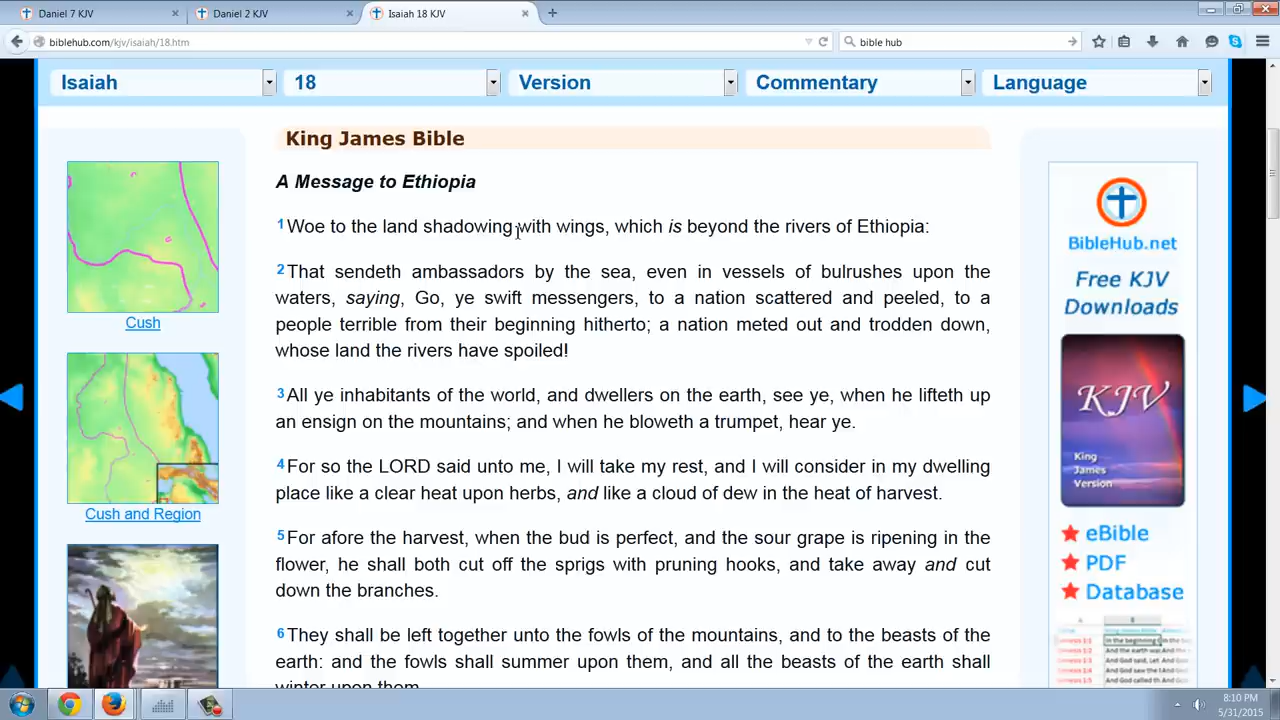 Daniel 7 KJV
Daniel 2 KJV
Isaiah 18 KJV
biblehub.com/kjv/isaiah/18.htm
bible hub
Isaiah
18
Version
Commentary
Language
King James Bible
A Message to Ethiopia
1Woe to the land shadowing with wings, which is beyond the rivers of Ethiopia:
2That sendeth ambassadors by the sea, even in vessels of bulrushes upon the
waters, saying, Go, ye swift messengers, to a nation scattered and peeled, to a
people terrible from their beginning hitherto; a nation meted out and trodden down,
whose land the rivers have spoiled!
3All ye inhabitants of the world, and dwellers on the earth, see ye, when he lifteth up
an ensign on the mountains; and when he bloweth a trumpet, hear ye.
4For so the LORD said unto me, I will take my rest, and I will consider in my dwelling
place like a clear heat upon herbs, and like a cloud of dew in the heat of harvest.
5For afore the harvest, when the bud is perfect, and the sour grape is ripening in the
flower, he shall both cut off the sprigs with pruning hooks, and take away and cut
down the branches.
6They shall be left together unto the fowls of the mountains, and to the beasts of the
earth: and the fowls shall summer upon them, and all the beasts of the earth shall
winter upon them.
Cush
Cush and Region
BibleHub.net
Free KJV
Downloads
KJV
King
James
Version
eBible
PDF
Database
8:10 PM
5/31/2015